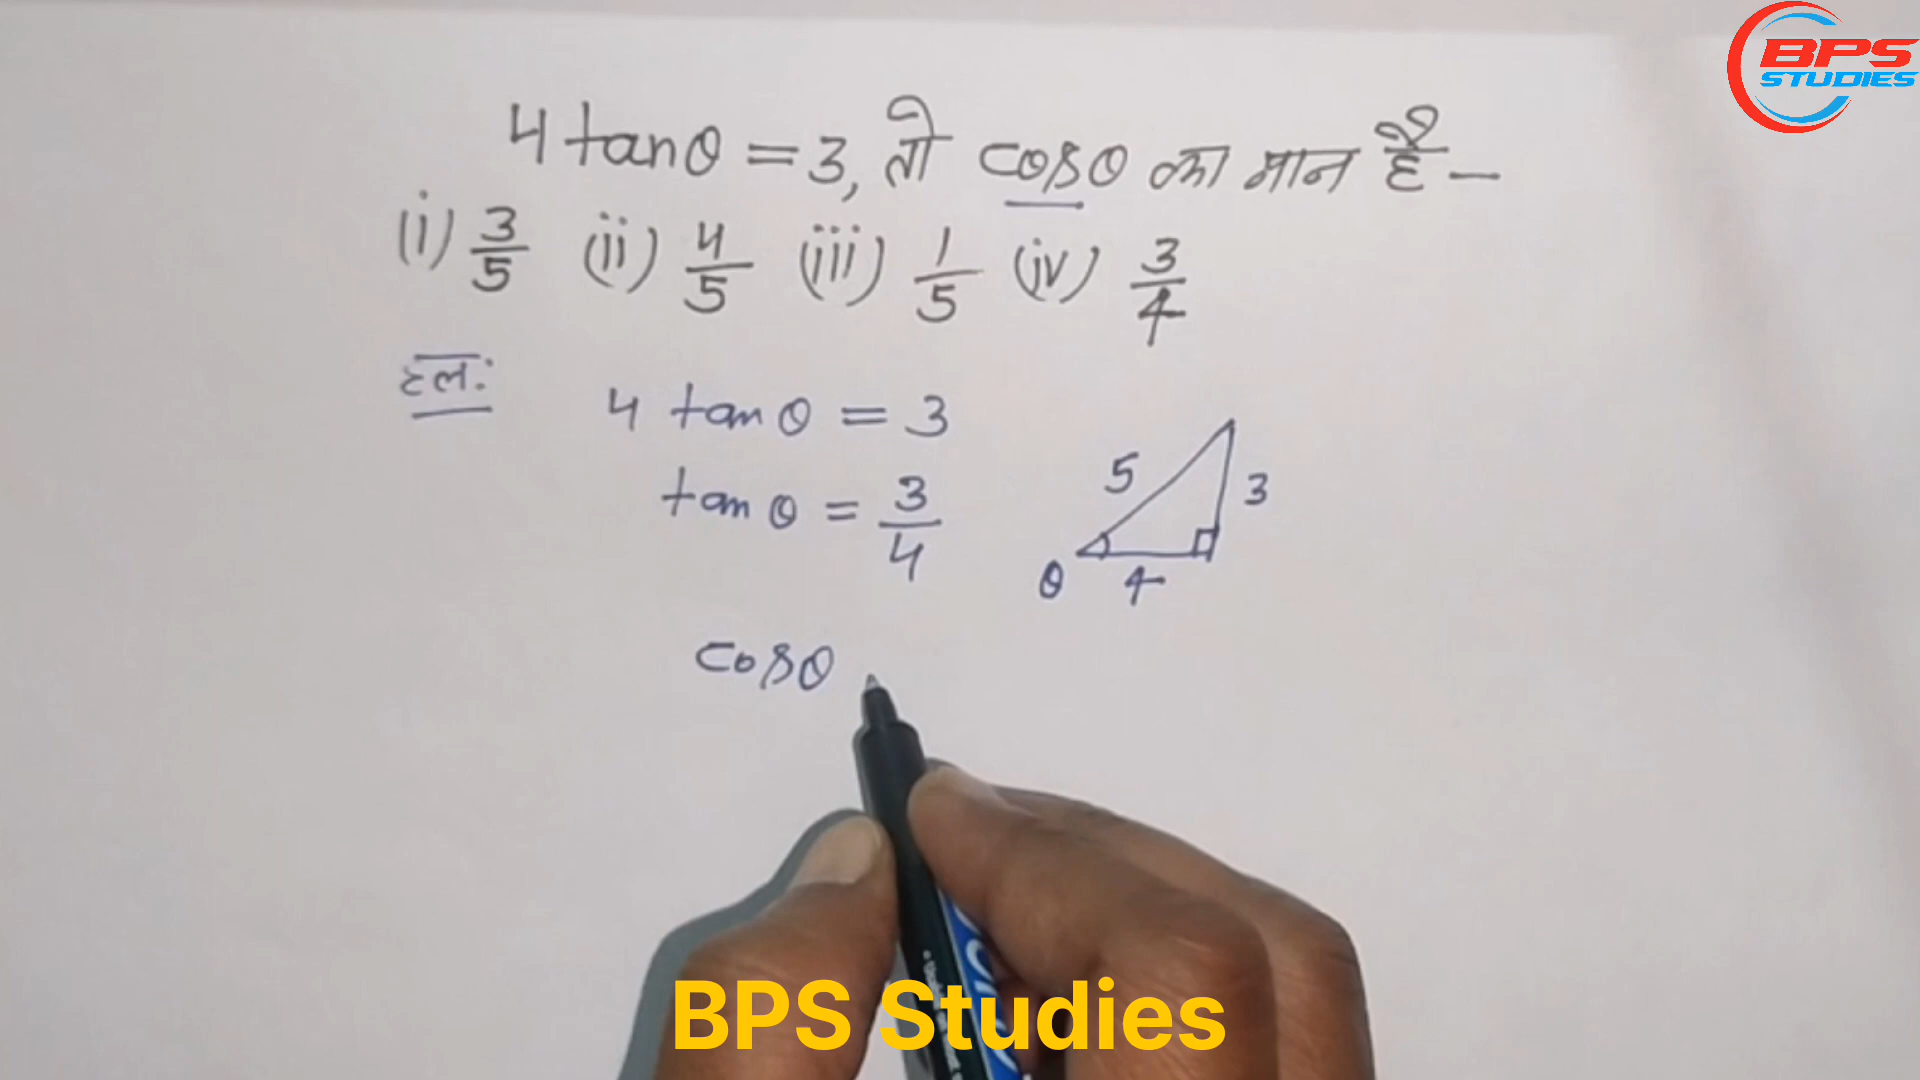 BPS
STUDIES
4 tanθ = 3, तो cosθ का मान है –
(i) 3/5 (ii) 4/5 (iii) 1/5 (iv) 3/4
हल:
4 tanθ = 3
tanθ = 3/4
5
3
θ 4
cosθ
BPS Studies